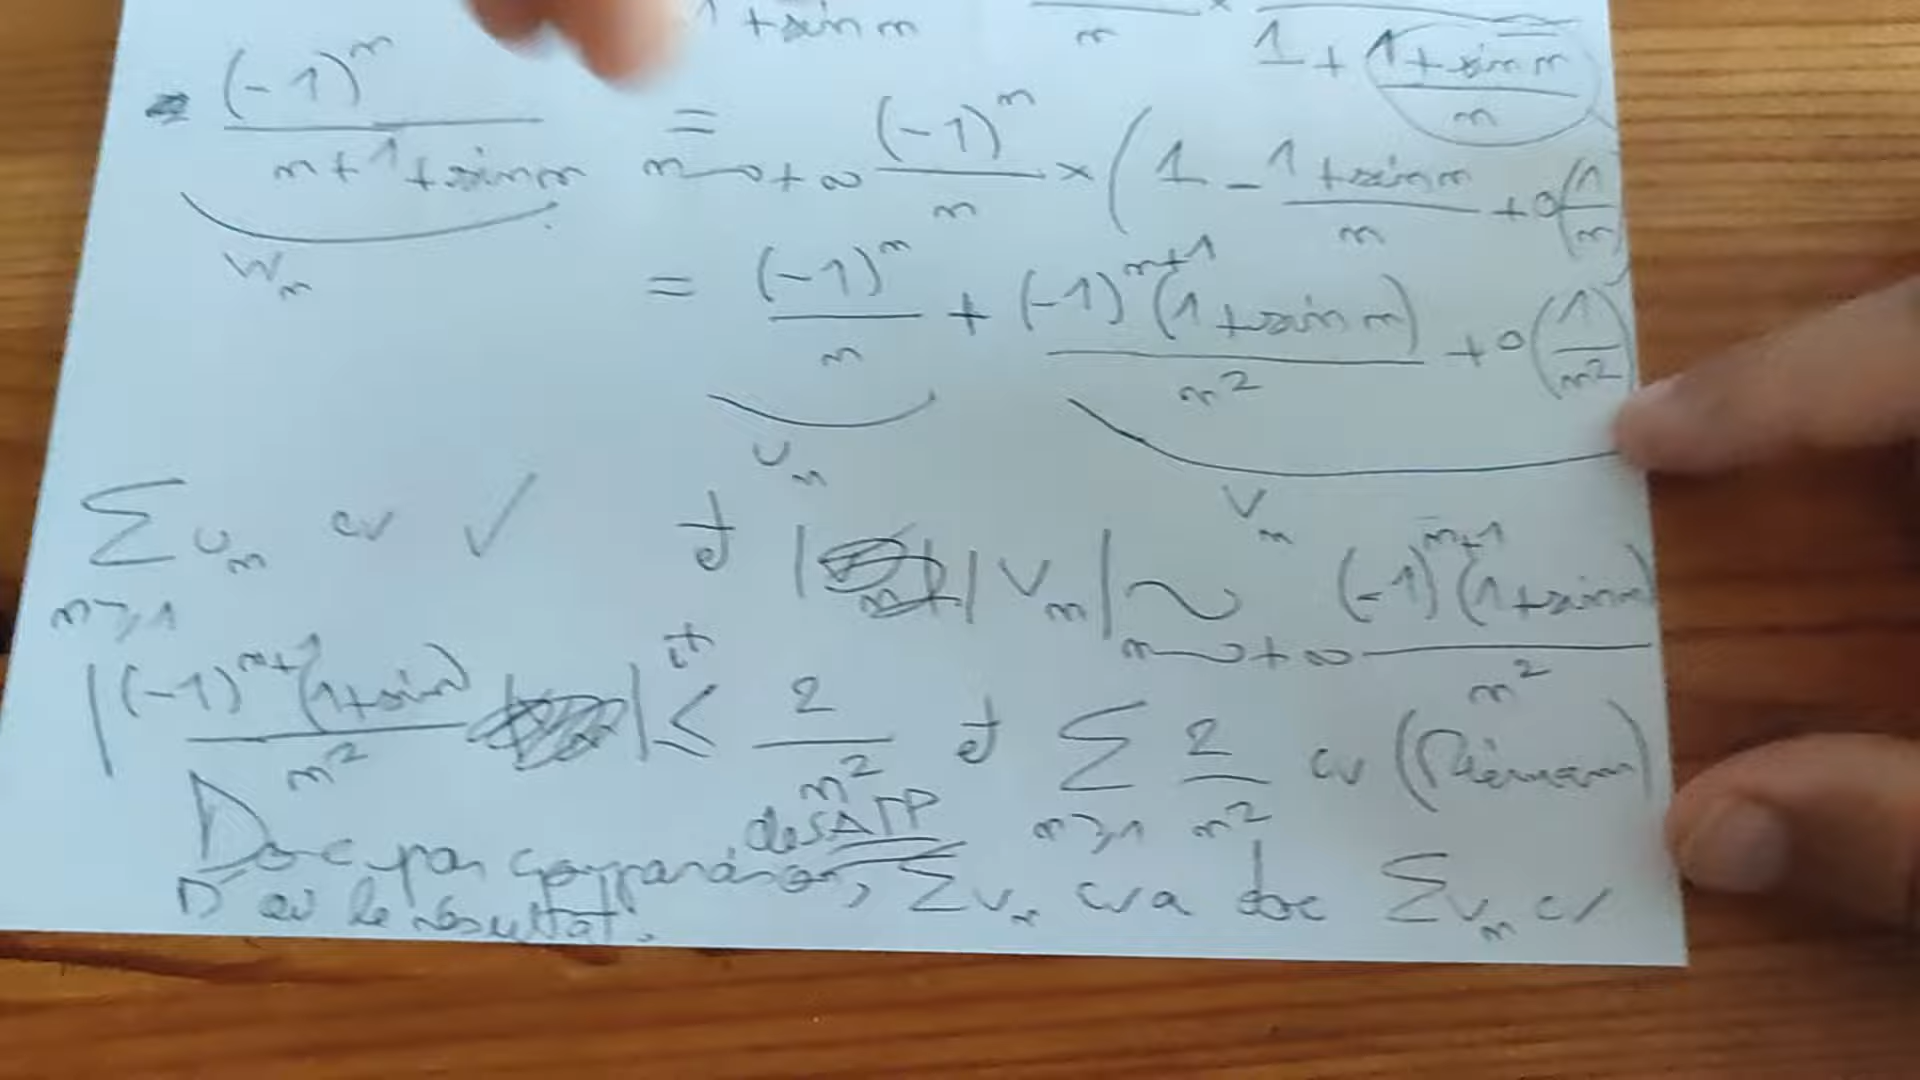 1 + sin n / n × / 1 + (1 + sin n)/n
(-1)^n / (n + 1 + sin n) = n→+∞ (-1)^n / n × (1 - (1 + sin n)/n + o(1/n)
w_n
= (-1)^n / n + (-1)^{n+1} (1 + sin n) / n² + o(1/n²)
u_n v_n
∑ n⩾1 u_n cv ✓ et |v_n| ~ n→+∞ (-1)^{n+1} (1 + sin n) / n²
|(-1)^{n+1} (1 + sin) / n²| ≤ 2/n² et ∑ n⩾1 2/n² cv (Riemann)
Donc par comparaison des SATP, ∑ v_n cva donc ∑ v_n cv
D'où le résultat.